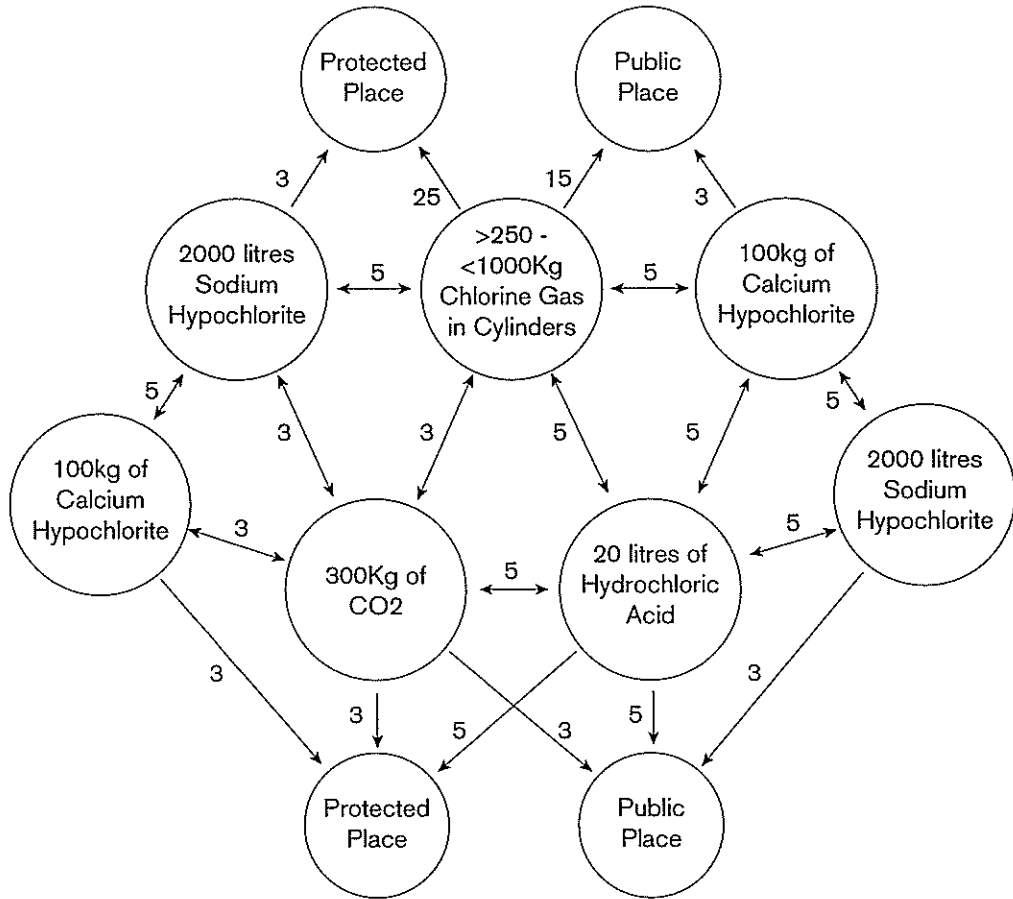 Protected
Place
Public
Place
3
25
15
3
2000 litres
Sodium
Hypochlorite
5
>250 -
<1000Kg
Chlorine Gas
in Cylinders
5
100kg of
Calcium
Hypochlorite
5
3
3
5
5
5
100kg of
Calcium
Hypochlorite
2000 litres
Sodium
Hypochlorite
3
300Kg of
CO2
5
20 litres of
Hydrochloric
Acid
5
3
3
5
3
5
3
Protected
Place
Public
Place